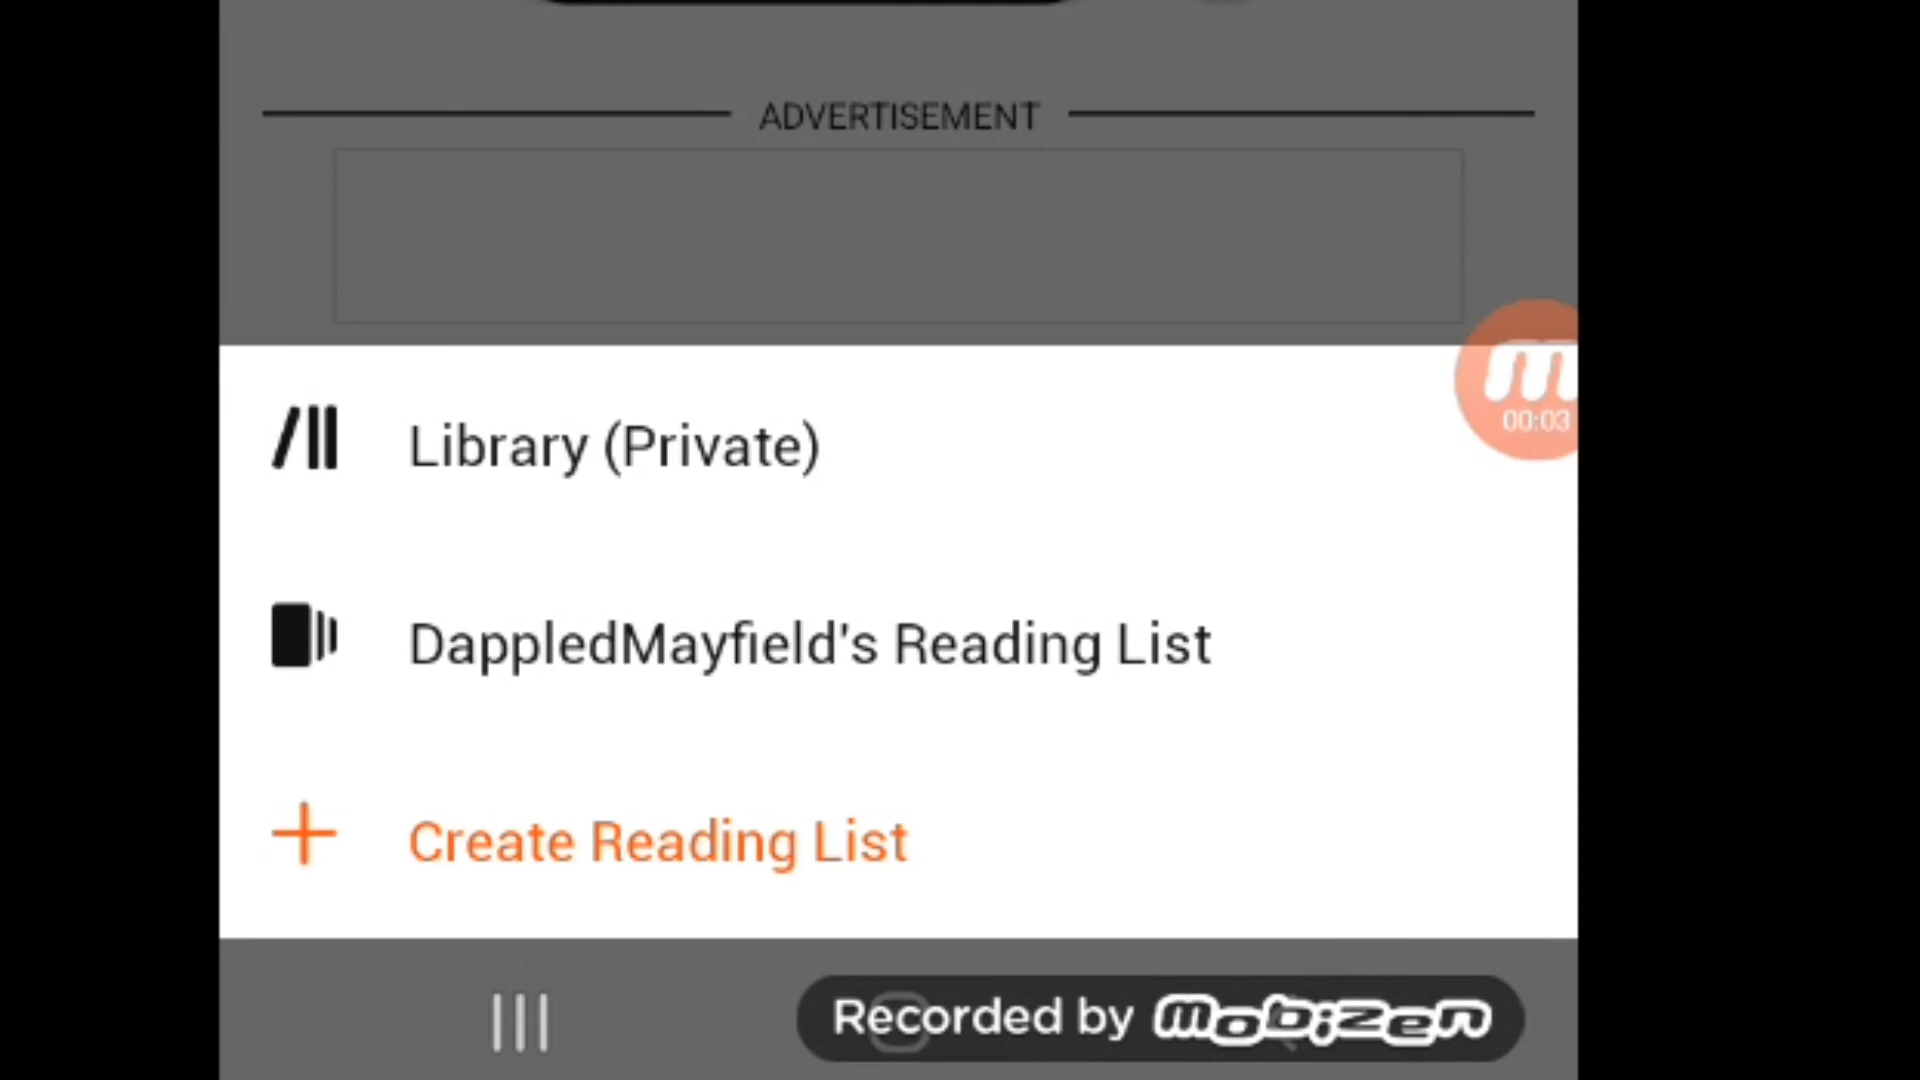 ADVERTISEMENT
00:03
Library (Private)
DappledMayfield's Reading List
Create Reading List
Recorded by mobizen